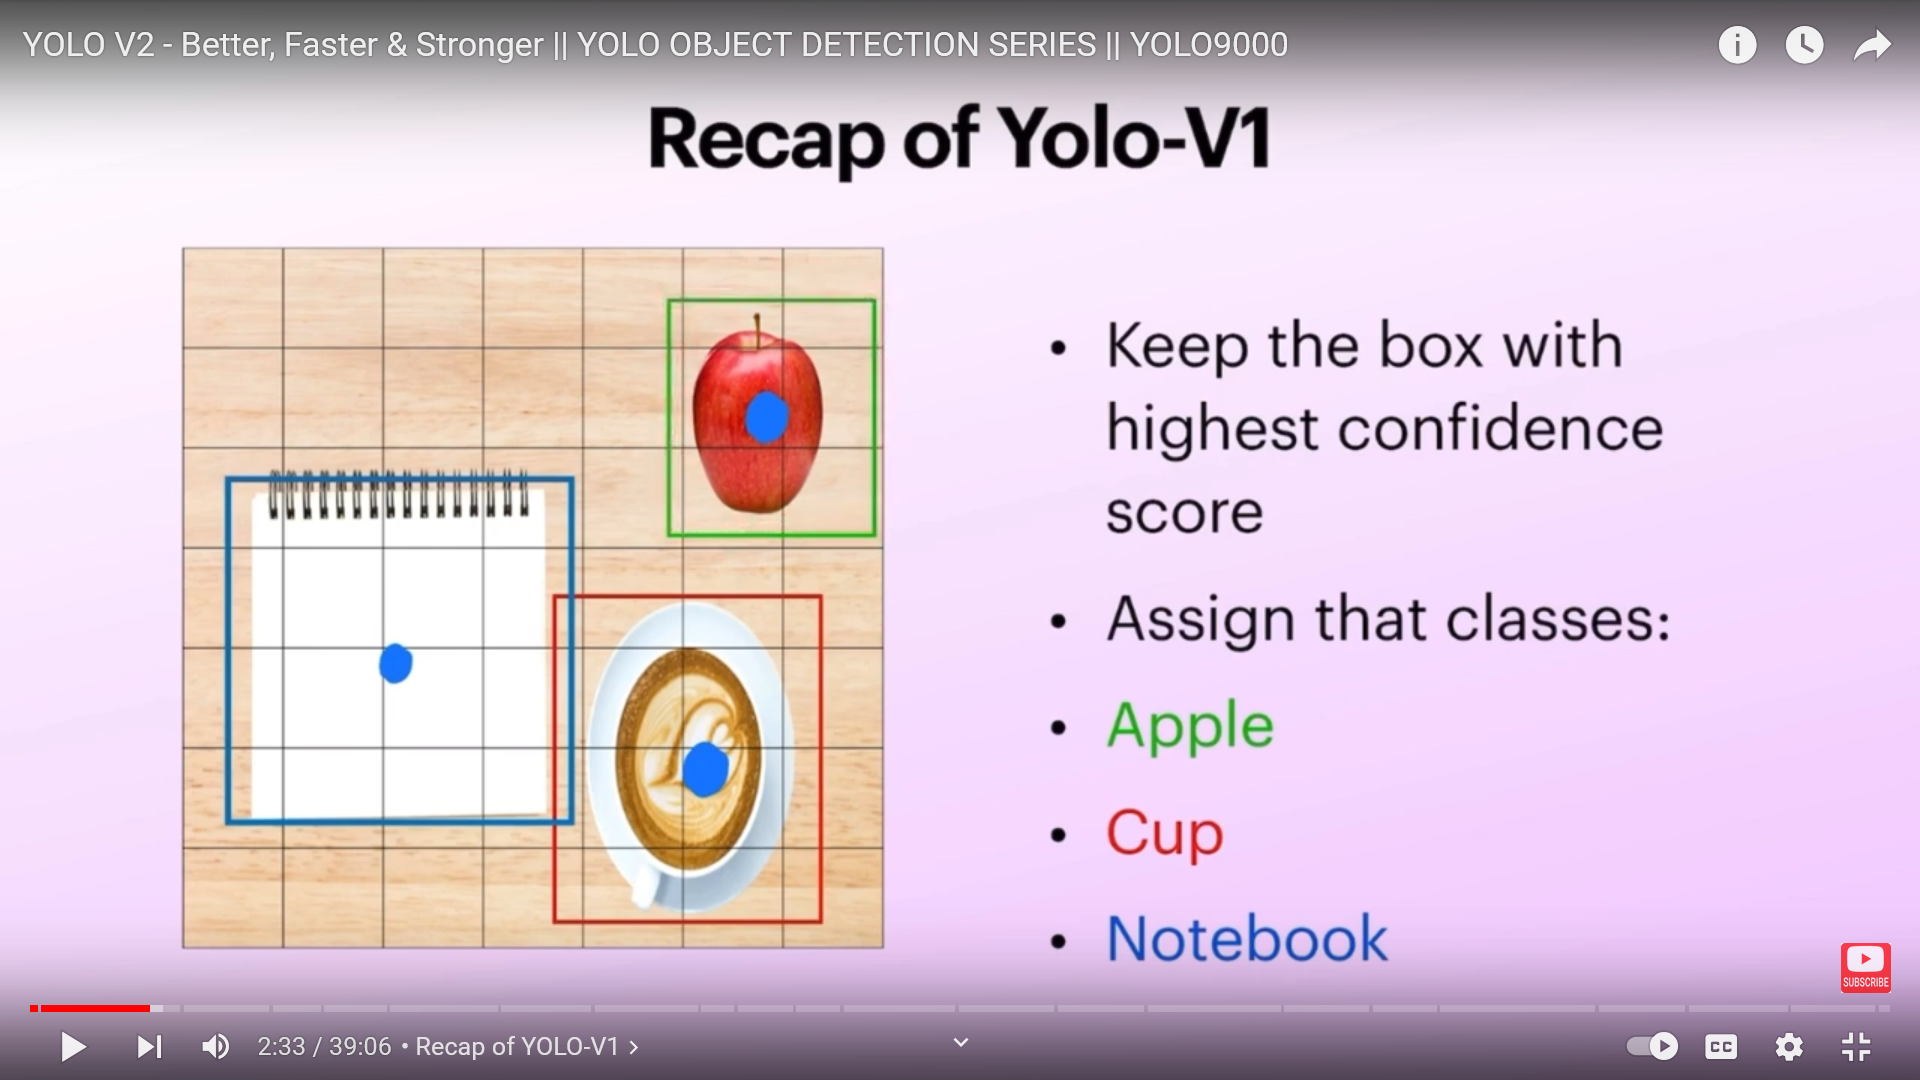 YOLO V2 - Better, Faster & Stronger || YOLO OBJECT DETECTION SERIES || YOLO9000
Recap of Yolo-V1
• Keep the box with
highest confidence
score
• Assign that classes:
• Apple
• Cup
• Notebook
SUBSCRIBE
2:33 / 39:06 • Recap of YOLO-V1 >
CC